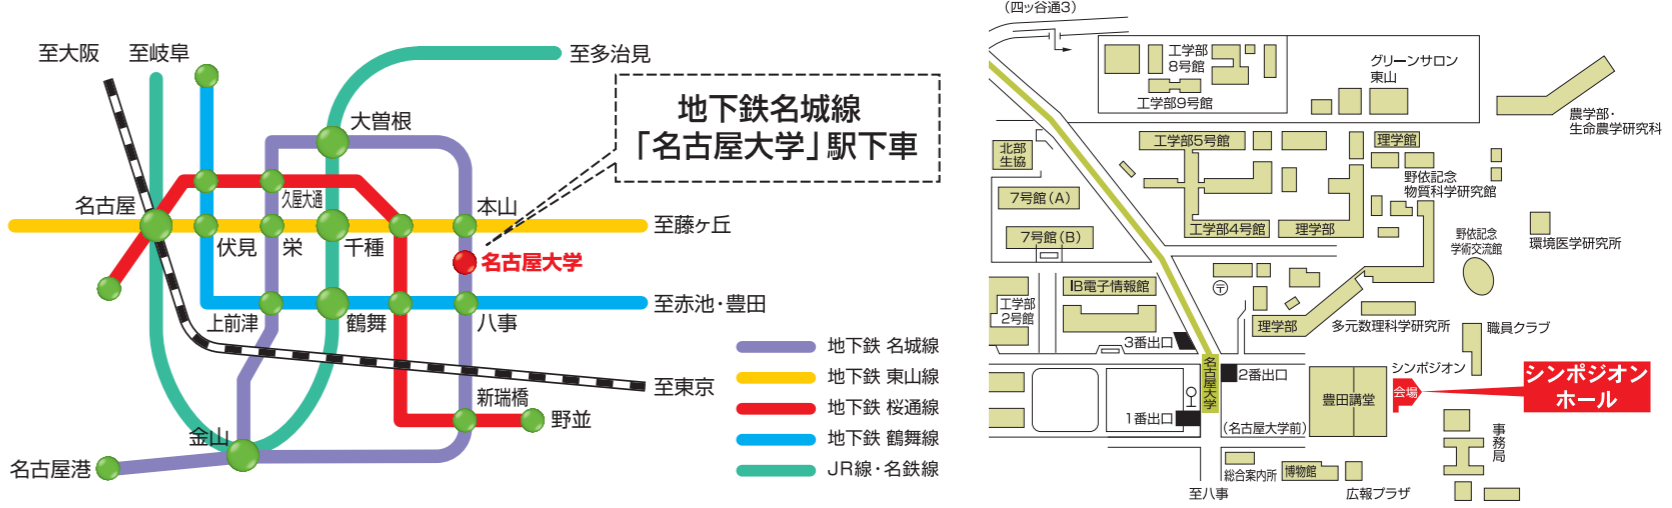 至大阪
至岐阜
至多治見
大曽根
地下鉄名城線
「名古屋大学」駅下車
名古屋
久屋大通
本山
伏見
栄
千種
至藤ヶ丘
名古屋大学
上前津
鶴舞
八事
至赤池・豊田
地下鉄 名城線
地下鉄 東山線
地下鉄 桜通線
地下鉄 鶴舞線
JR線・名鉄線
至東京
新瑞橋
野並
金山
名古屋港
(四ッ谷通3)
工学部
8号館
工学部9号館
グリーンサロン
東山
農学部・
生命農学研究科
北部
生協
工学部5号館
理学館
野依記念
物質科学研究館
7号館(A)
工学部4号館
理学部
7号館(B)
野依記念
学術交流館
環境医学研究所
工学部
2号館
IB電子情報館
〒
理学部
多元数理科学研究所
職員クラブ
3番出口
名古屋大学
2番出口
シンポジオン
会場
シンポジオン
ホール
豊田講堂
1番出口
(名古屋大学前)
事務局
総合案内所
博物館
広報プラザ
至八事